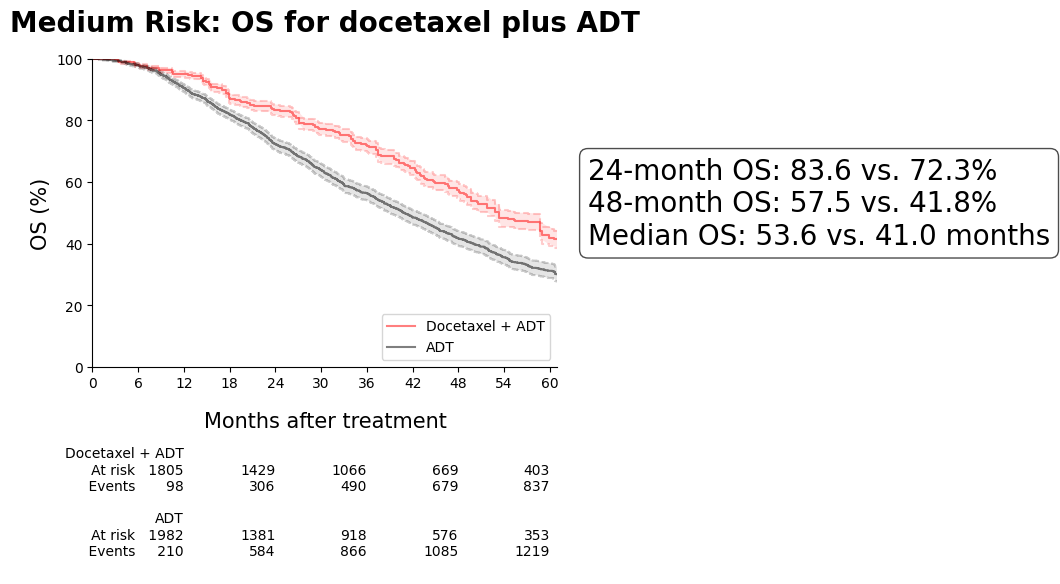 Medium Risk: OS for docetaxel plus ADT
OS (%)
100
80
60
40
20
0
Docetaxel + ADT
ADT
0 6 12 18 24 30 36 42 48 54 60
Months after treatment
24-month OS: 83.6 vs. 72.3%
48-month OS: 57.5 vs. 41.8%
Median OS: 53.6 vs. 41.0 months
Docetaxel + ADT
At risk 1805 1429 1066 669 403
Events 98 306 490 679 837
ADT
At risk 1982 1381 918 576 353
Events 210 584 866 1085 1219